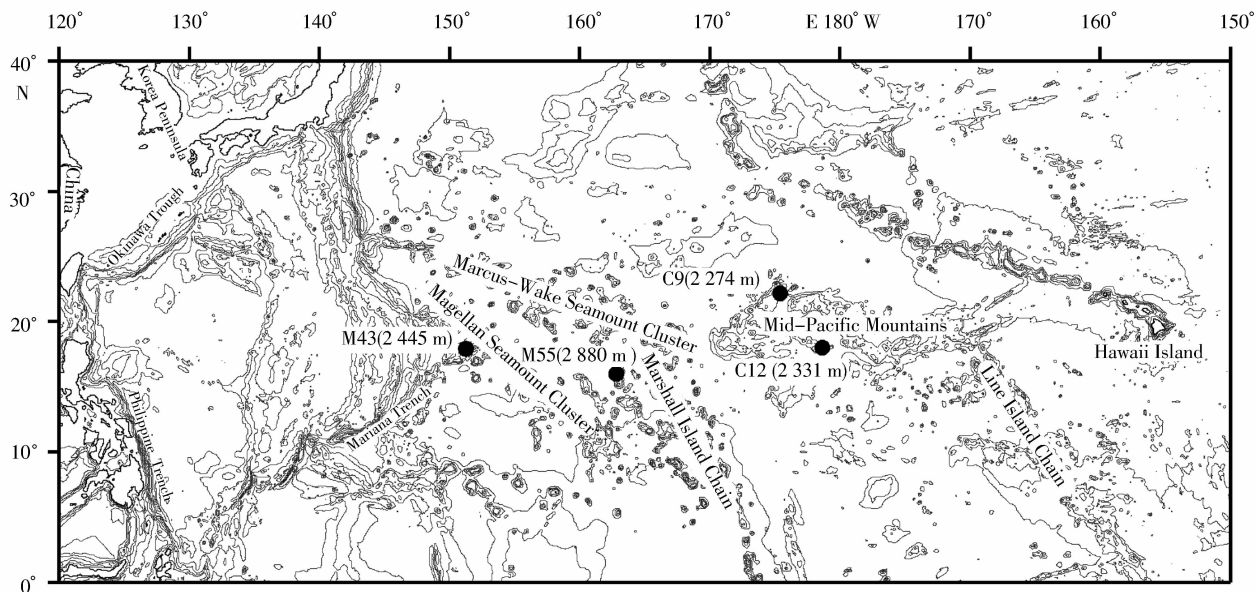 120° 130° 140° 150° 160° 170° E 180° W 170° 160° 150°
40°
N
30°
20°
10°
0°
Korea Peninsula
China
Okinawa Trough
Marcus-Wake Seamount Cluster
C9(2 274 m)
Magellan Seamount Cluster
Mid-Pacific Mountains
M43(2 445 m)
M55(2 880 m )
Hawaii Island
C12 (2 331 m)
Marshall Island Chain
Line Island Chain
Mariana Trench
Philippine Trench